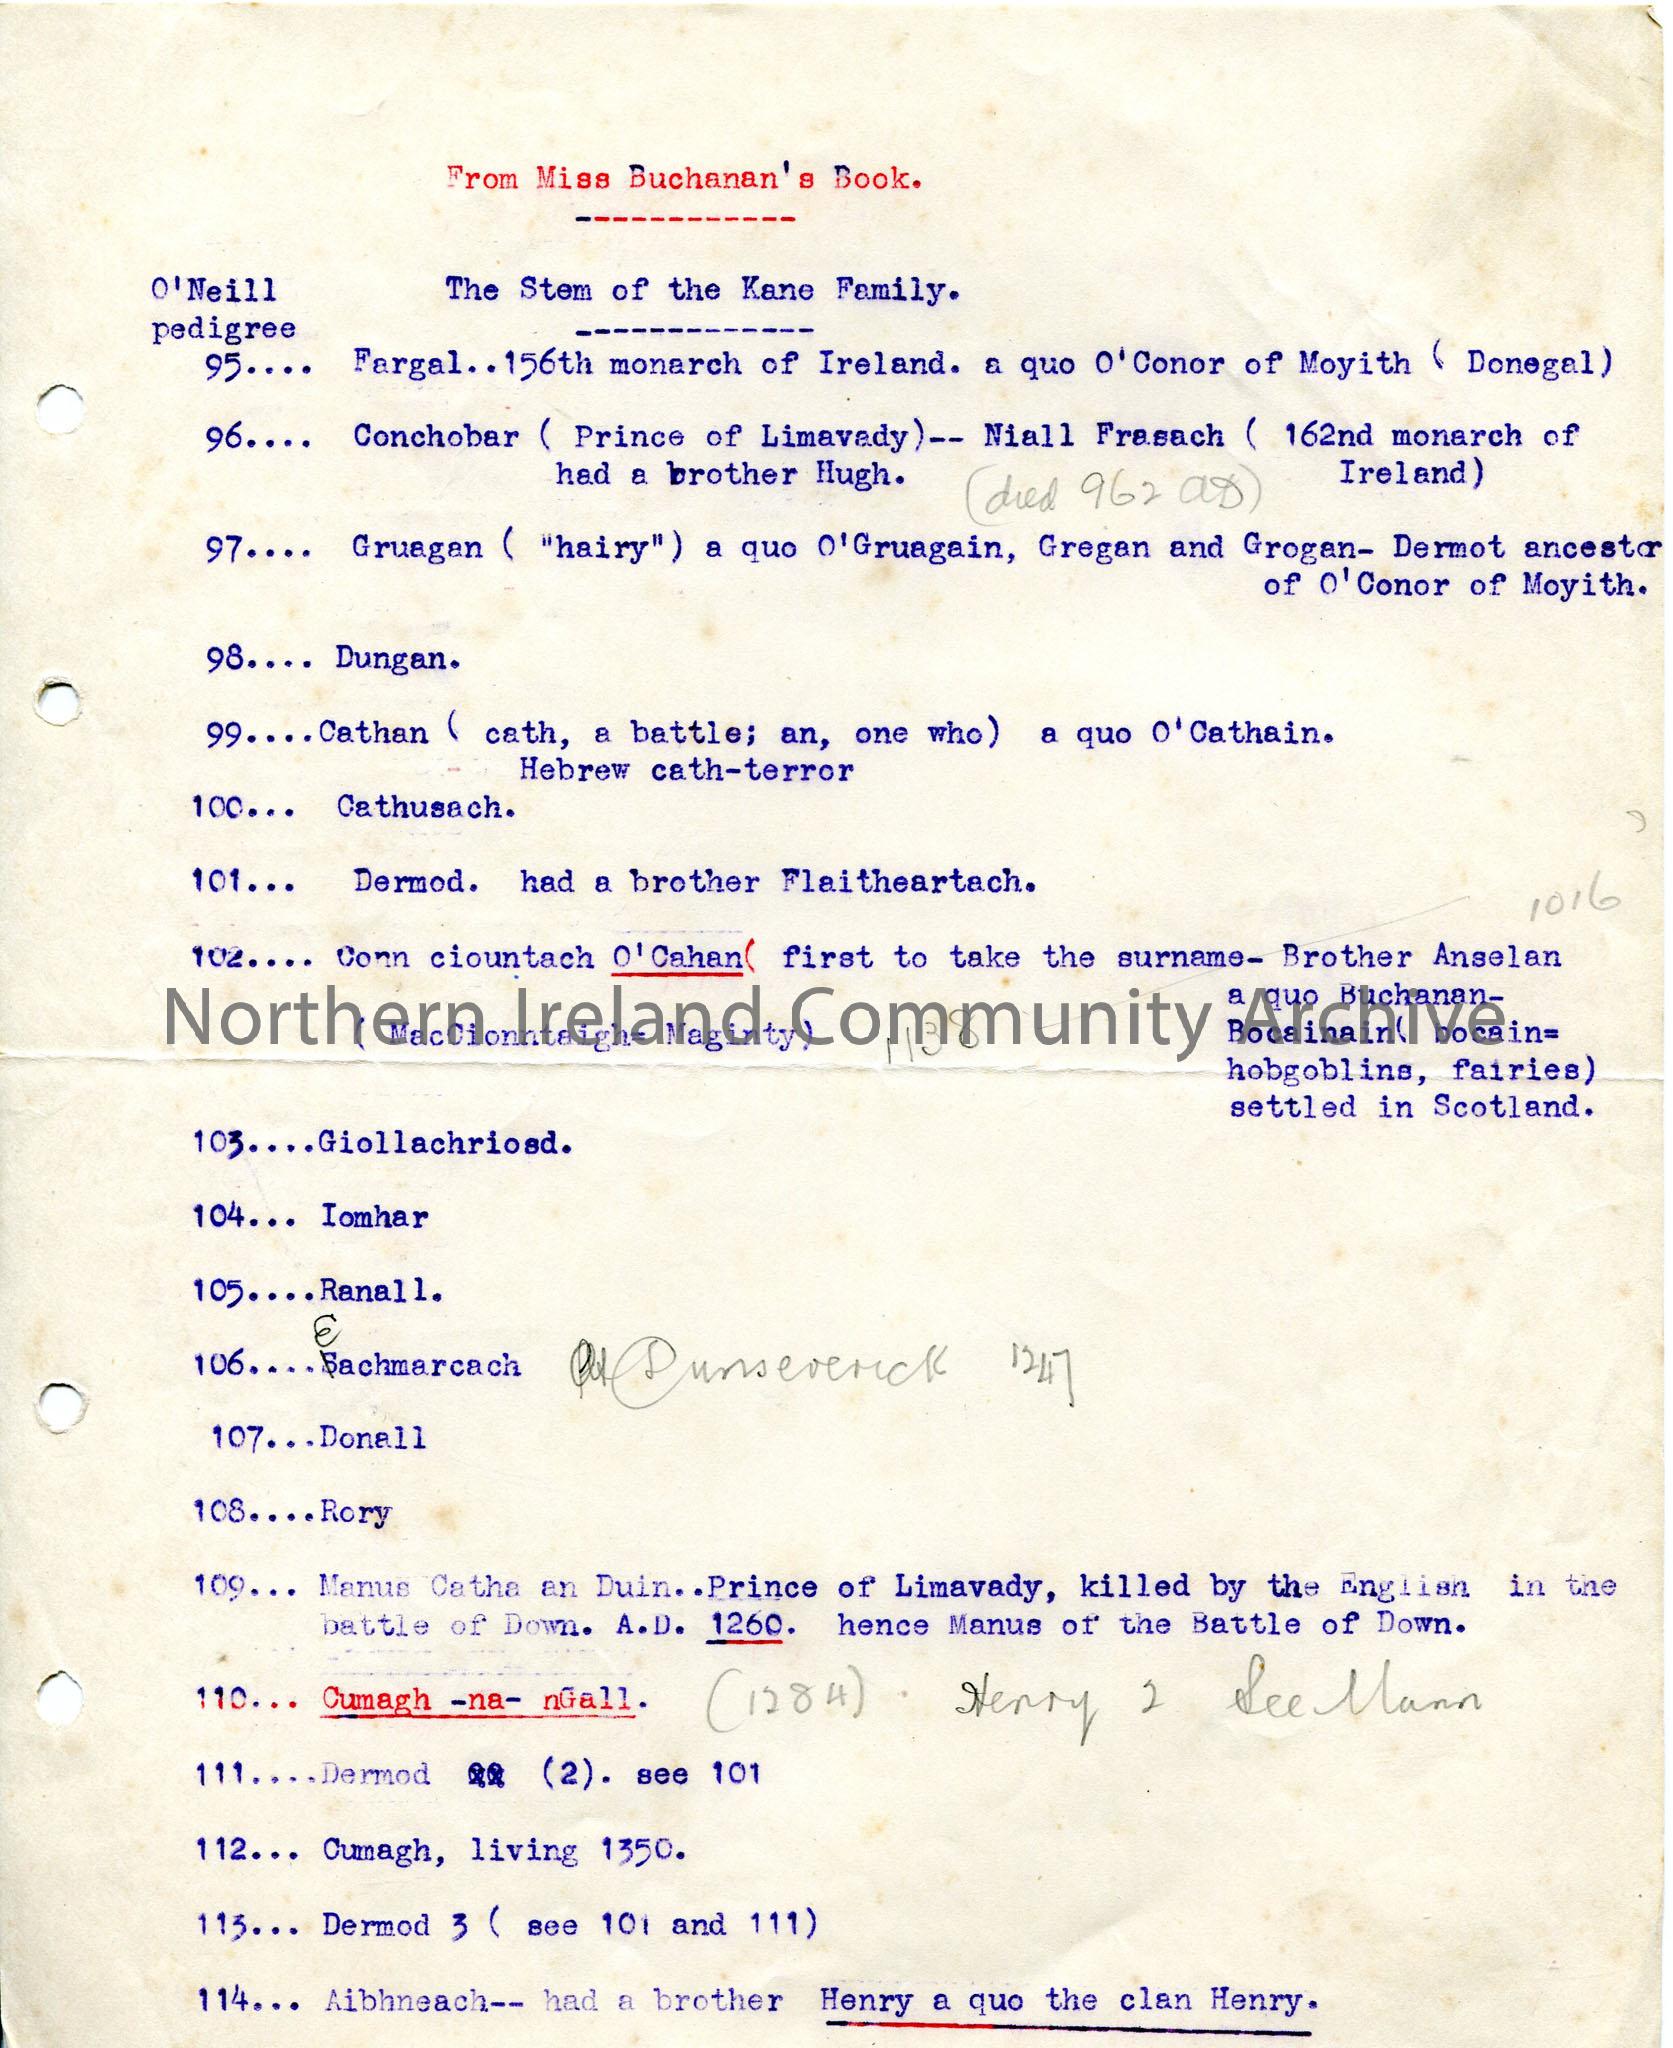 From Miss Buchanan's Book.
O'Neill The Stem of the Kane Family.
pedigree
95.... Fargal..156th monarch of Ireland. a quo O'Conor of Moyith ( Donegal)
96.... Conchobar ( Prince of Limavady)-- Niall Frasach ( 162nd monarch of
had a brother Hugh. Ireland)
(died 962 AD)
97.... Gruagan ( "hairy") a quo O'Gruagain, Gregan and Grogan- Dermot ancestor
of O'Conor of Moyith.
98.... Dungan.
99....Cathan ( cath, a battle; an, one who) a quo O'Cathain.
Hebrew cath-terror
100... Cathusach.
101... Dermod. had a brother Flaitheartach.
1016
102.... Conn ciountach O'Cahan( first to take the surname- Brother Anselan
a quo Buchanan-
Northern Ireland Community Archive
( MacCionntaigh= Maginty) 1138 Bocainain( bocain=
hobgoblins, fairies)
settled in Scotland.
103....Giollachriosd.
104... Iomhar
105....Ranall.
E
106....Bachmarcach At Dunseverick 1247
107...Donall
108....Rory
109... Manus Catha an Duin..Prince of Limavady, killed by the English in the
battle of Down. A.D. 1260. hence Manus of the Battle of Down.
110... Cumagh -na- nGall. (1284) Henry 2 See Munn
111....Dermod (2). see 101
112... Cumagh, living 1350.
113... Dermod 3 ( see 101 and 111)
114... Aibhneach-- had a brother Henry a quo the clan Henry.